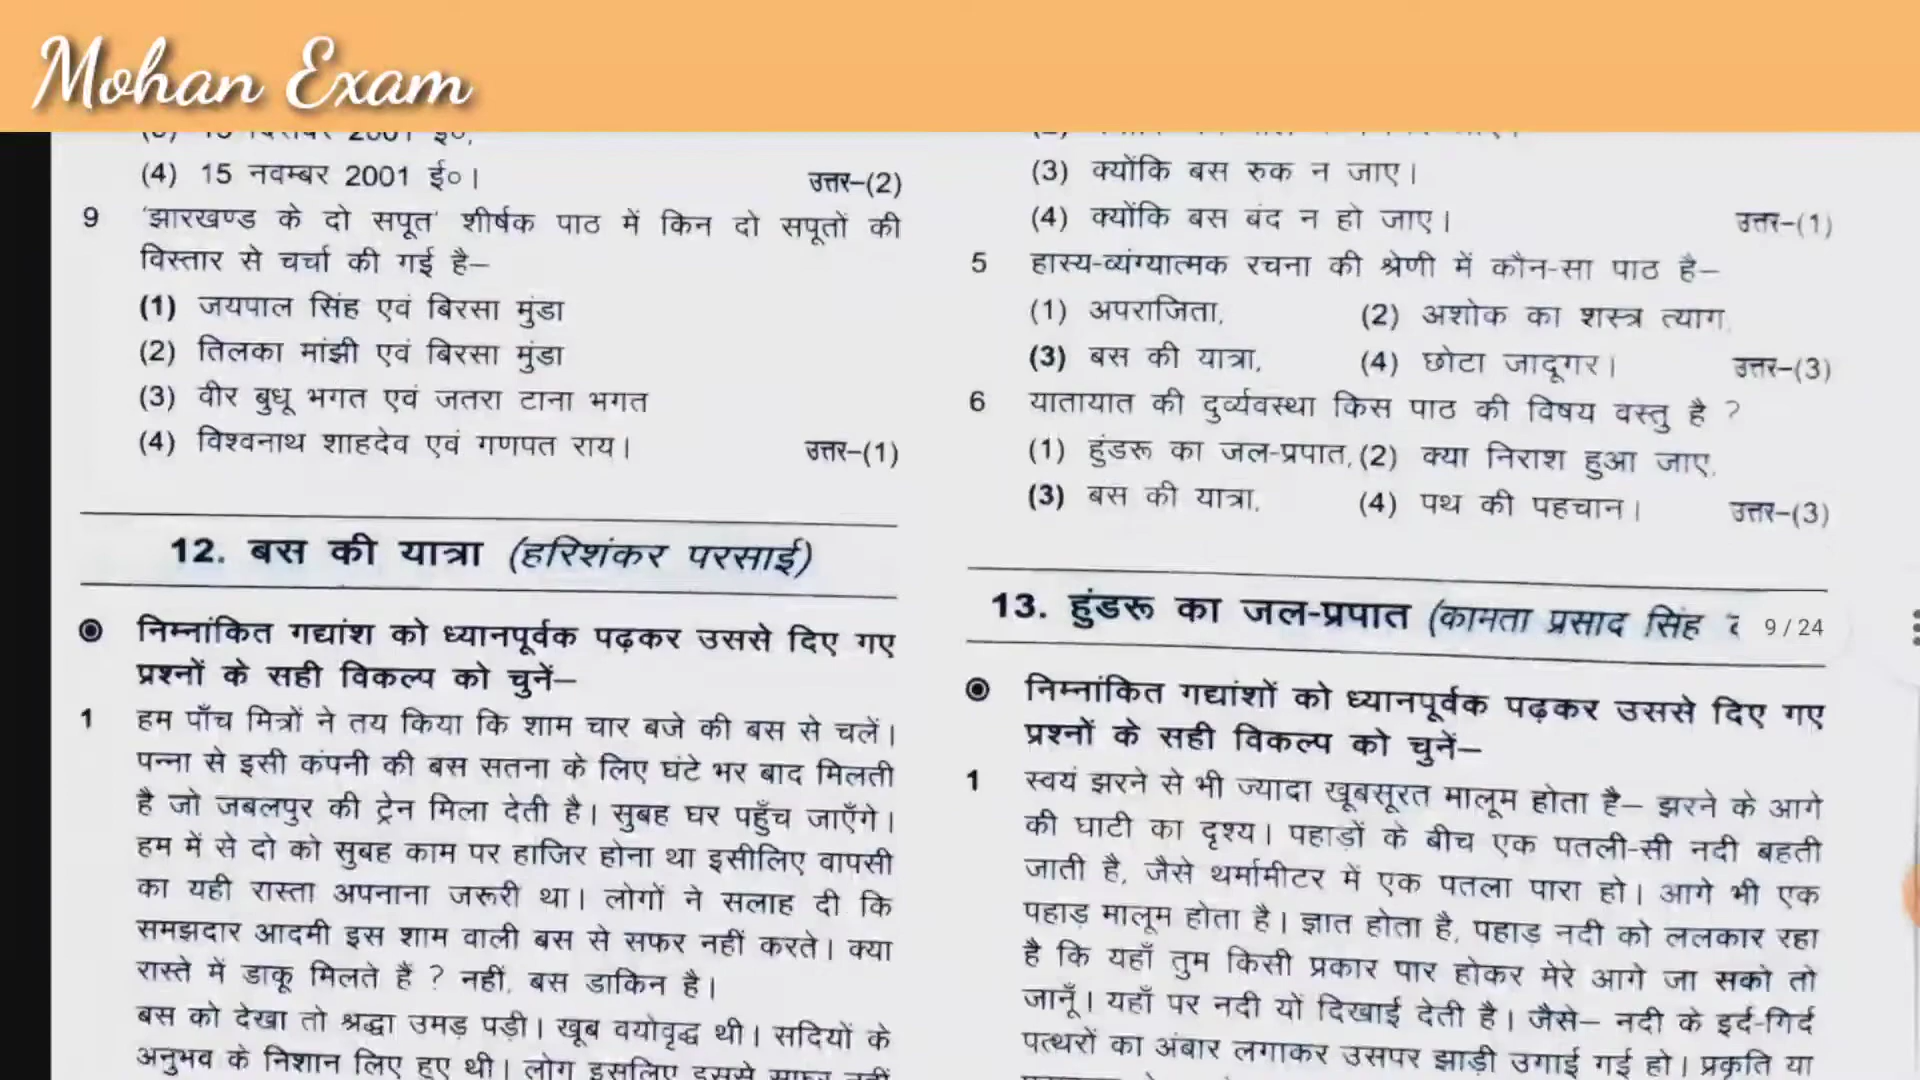 Mohan Exam
(4) 15 नवम्बर 2001 ई०। उत्तर–(2)
9 'झारखण्ड के दो सपूत' शीर्षक पाठ में किन दो सपूतों की
विस्तार से चर्चा की गई है–
(1) जयपाल सिंह एवं बिरसा मुंडा
(2) तिलका मांझी एवं बिरसा मुंडा
(3) वीर बुधू भगत एवं जतरा टाना भगत
(4) विश्वनाथ शाहदेव एवं गणपत राय। उत्तर–(1)
12. बस की यात्रा (हरिशंकर परसाई)
निम्नांकित गद्यांश को ध्यानपूर्वक पढ़कर उससे दिए गए
प्रश्नों के सही विकल्प को चुनें–
1 हम पाँच मित्रों ने तय किया कि शाम चार बजे की बस से चलें।
पन्ना से इसी कंपनी की बस सतना के लिए घंटे भर बाद मिलती
है जो जबलपुर की ट्रेन मिला देती है। सुबह घर पहुँच जाएँगे।
हम में से दो को सुबह काम पर हाजिर होना था इसीलिए वापसी
का यही रास्ता अपनाना जरूरी था। लोगों ने सलाह दी कि
समझदार आदमी इस शाम वाली बस से सफर नहीं करते। क्या
रास्ते में डाकू मिलते हैं ? नहीं, बस डाकिन है।
बस को देखा तो श्रद्धा उमड़ पड़ी। खूब वयोवृद्ध थी। सदियों के
अनुभव के निशान लिए हुए थी। लोग इसलिए इससे सफर नहीं
(3) क्योंकि बस रुक न जाए।
(4) क्योंकि बस बंद न हो जाए। उत्तर–(1)
5 हास्य-व्यंग्यात्मक रचना की श्रेणी में कौन-सा पाठ है–
(1) अपराजिता, (2) अशोक का शस्त्र त्याग,
(3) बस की यात्रा, (4) छोटा जादूगर। उत्तर–(3)
6 यातायात की दुर्व्यवस्था किस पाठ की विषय वस्तु है ?
(1) हुंडरू का जल-प्रपात, (2) क्या निराश हुआ जाए,
(3) बस की यात्रा, (4) पथ की पहचान। उत्तर–(3)
13. हुंडरू का जल-प्रपात (कामता प्रसाद सिंह 9 / 24
निम्नांकित गद्यांशों को ध्यानपूर्वक पढ़कर उससे दिए गए
प्रश्नों के सही विकल्प को चुनें–
1 स्वयं झरने से भी ज्यादा खूबसूरत मालूम होता है– झरने के आगे
की घाटी का दृश्य। पहाड़ों के बीच एक पतली-सी नदी बहती
जाती है, जैसे थर्मामीटर में एक पतला पारा हो। आगे भी एक
पहाड़ मालूम होता है। ज्ञात होता है, पहाड़ नदी को ललकार रहा
है कि यहाँ तुम किसी प्रकार पार होकर मेरे आगे जा सको तो
जानूँ। यहाँ पर नदी यों दिखाई देती है। जैसे– नदी के इर्द-गिर्द
पत्थरों का अंबार लगाकर उसपर झाड़ी उगाई गई हो। प्रकृति या